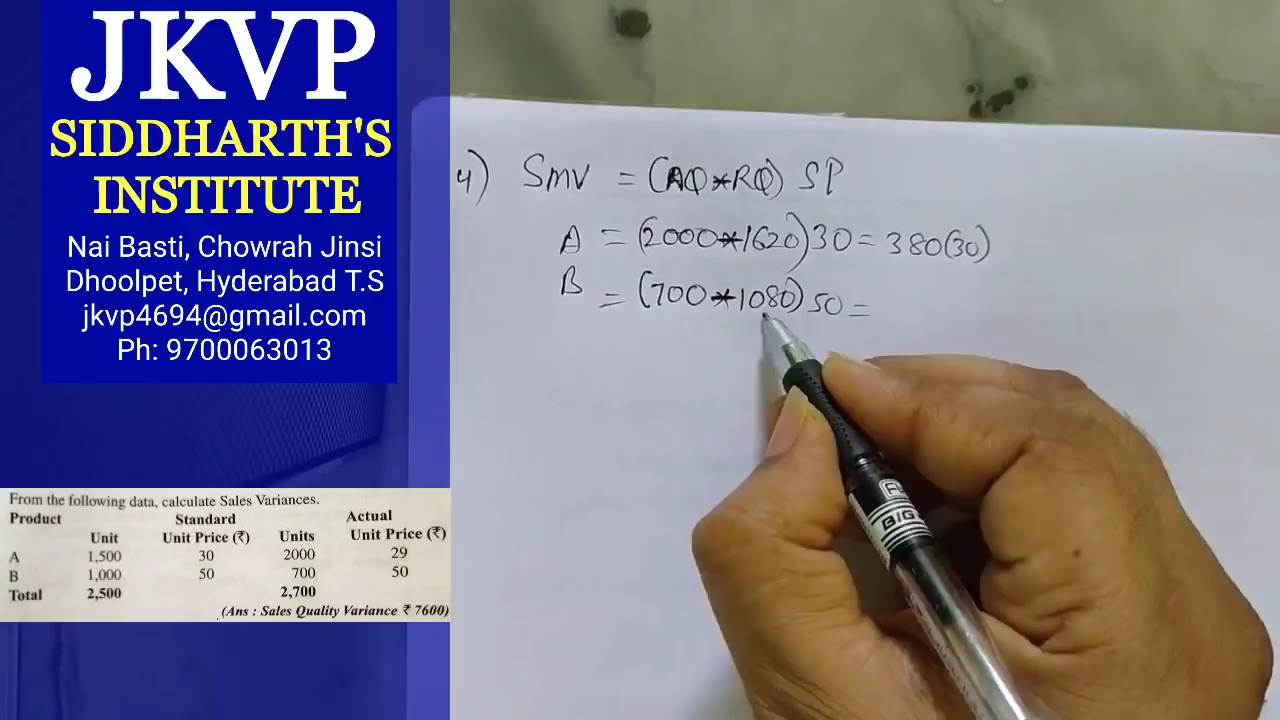 JKVP
SIDDHARTH'S
INSTITUTE
Nai Basti, Chowrah Jinsi
Dhoolpet, Hyderabad T.S
jkvp4694@gmail.com
Ph: 9700063013
4) SMV = (AQ*RQ) SP
A = (2000*1620)30 = 380(30)
B = (700*1080) 50 =
From the following data, calculate Sales Variances.
Product Standard Actual
Unit Unit Price (₹) Units Unit Price (₹)
A 1,500 30 2000 29
B 1,000 50 700 50
Total 2,500 2,700
(Ans : Sales Quality Variance ₹ 7600)